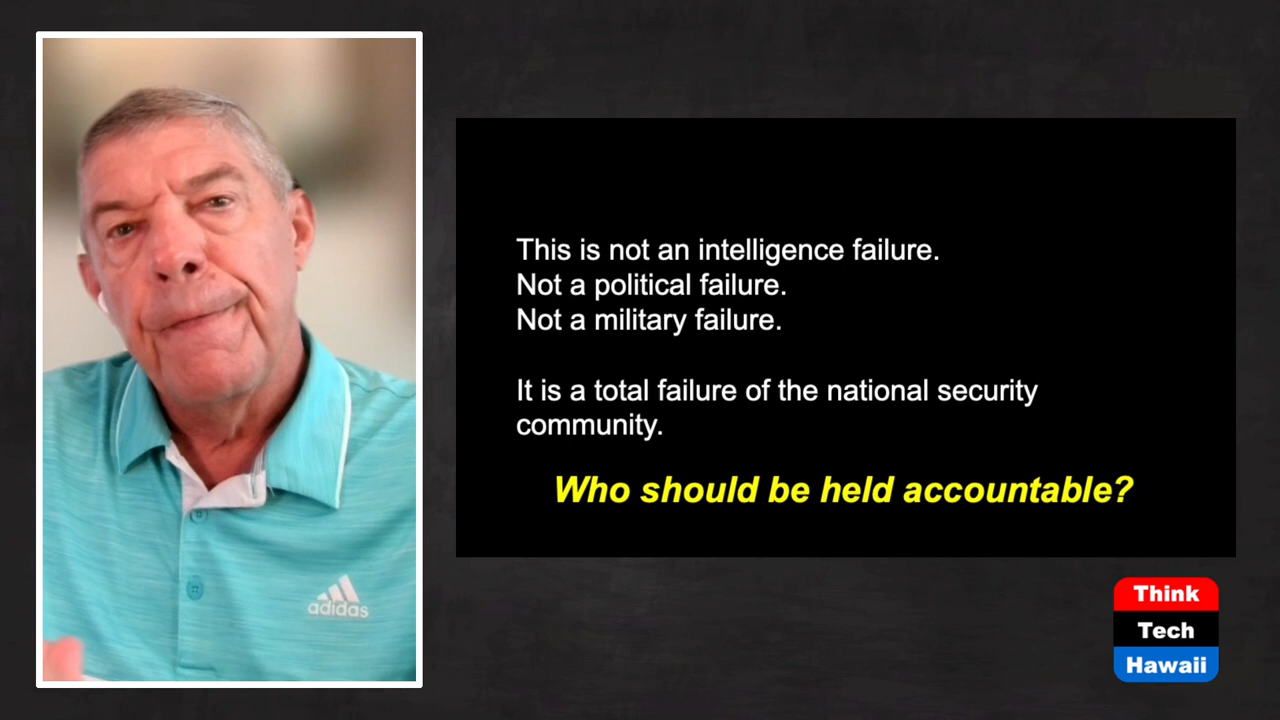 This is not an intelligence failure.
Not a political failure.
Not a military failure.
It is a total failure of the national security
community.
Who should be held accountable?
adidas
Think
Tech
Hawaii